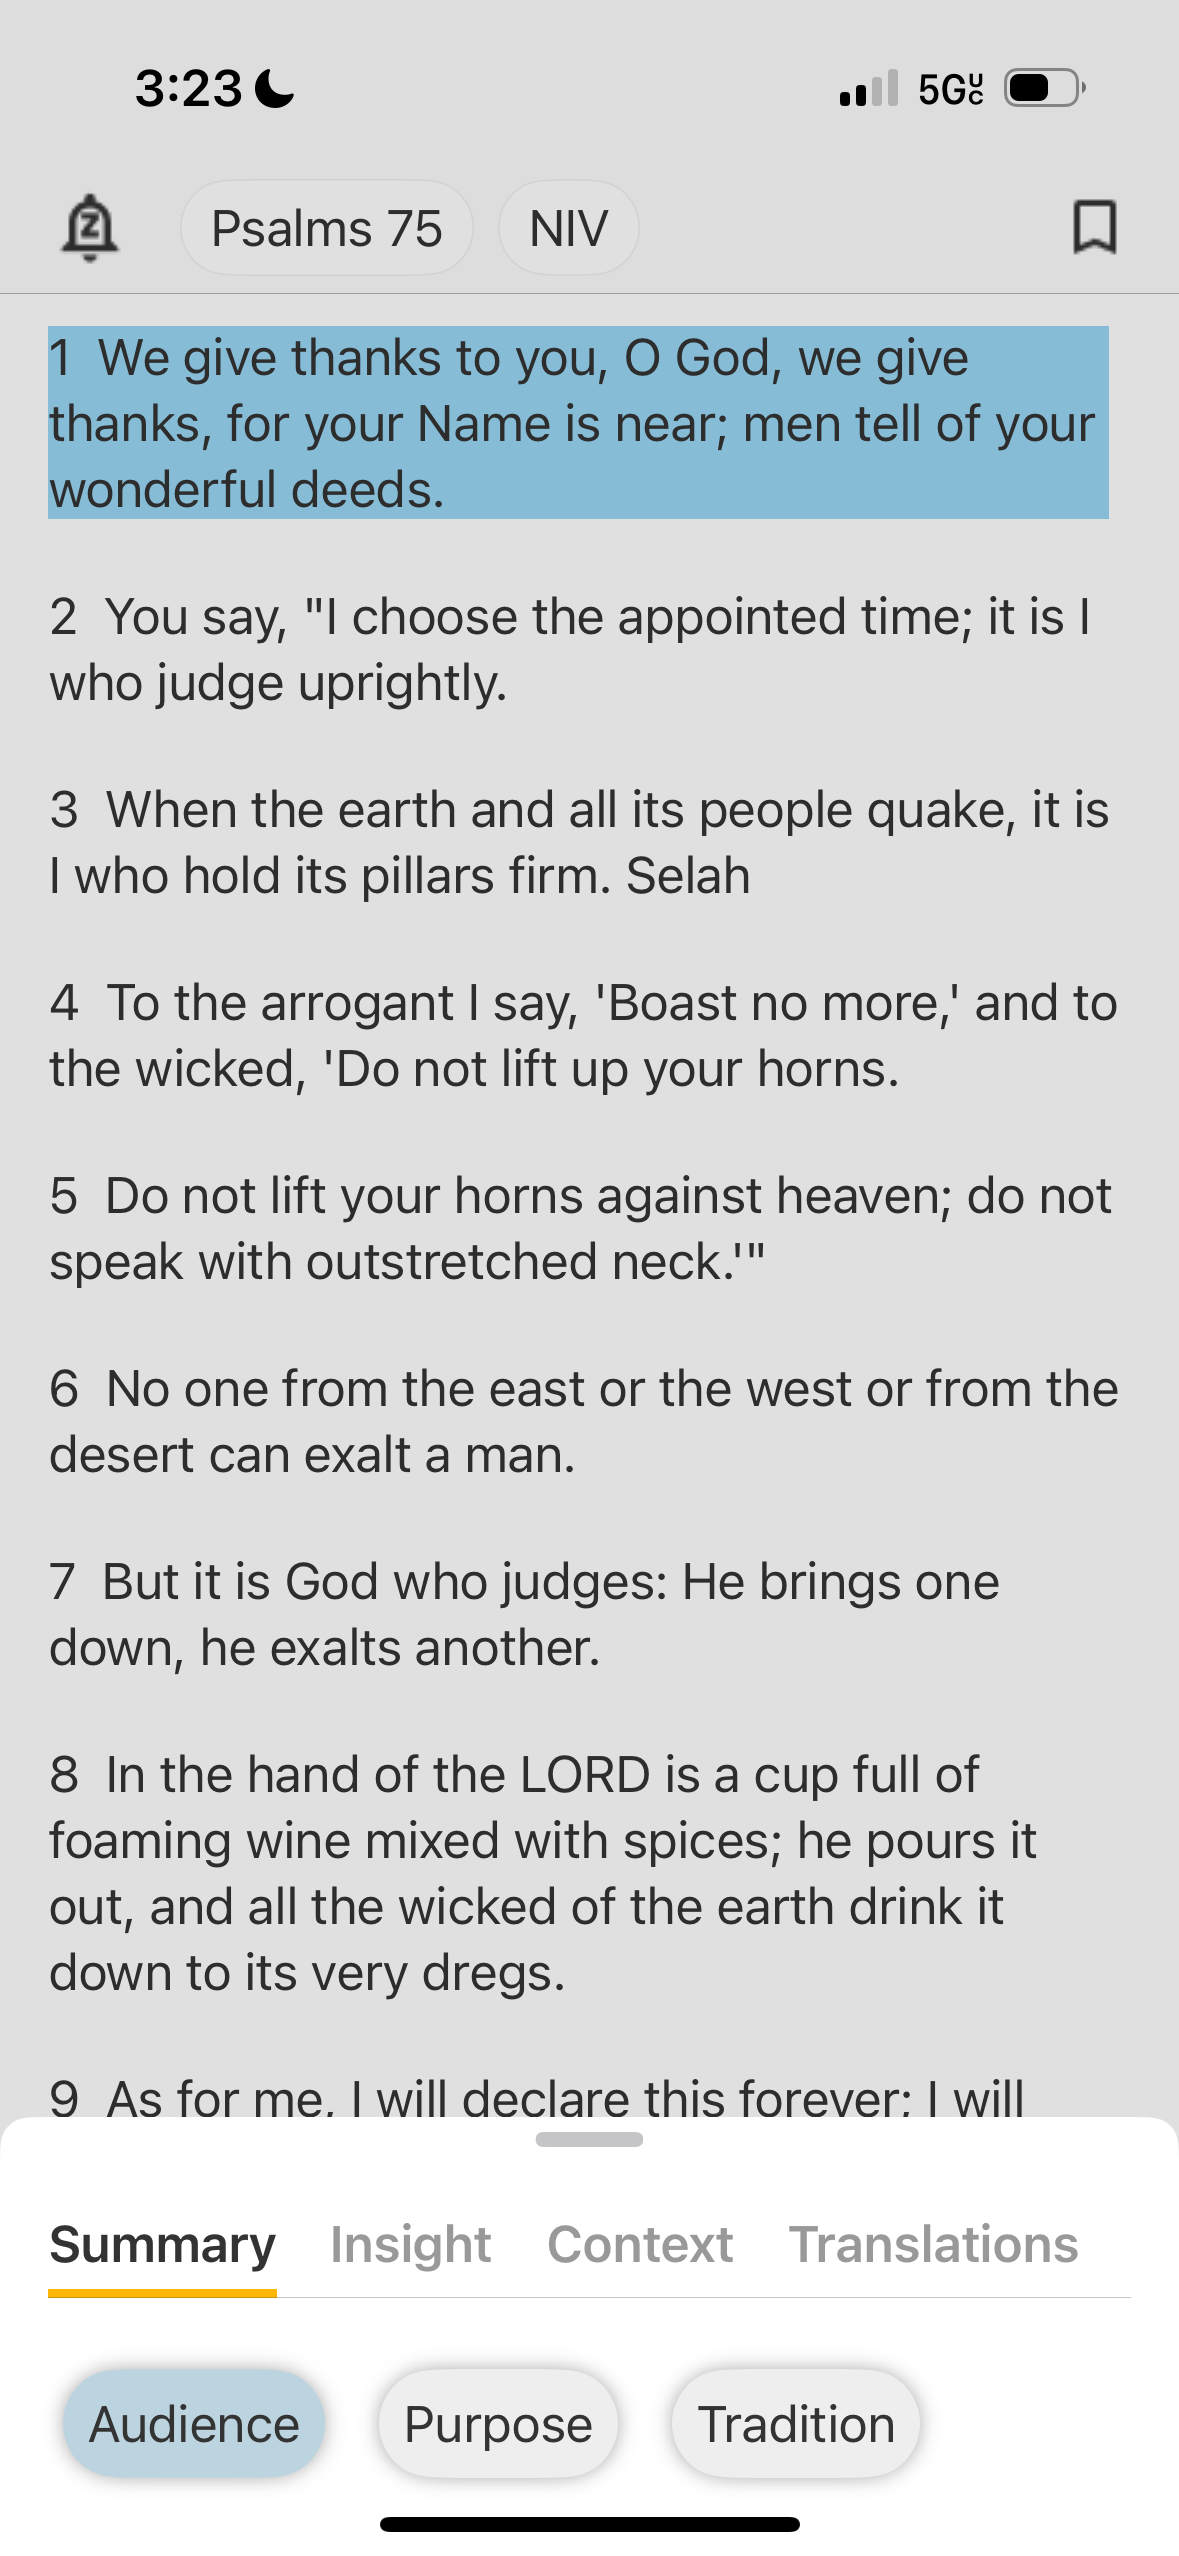 3:23
5G UC
Psalms 75 NIV
1 We give thanks to you, O God, we give
thanks, for your Name is near; men tell of your
wonderful deeds.
2 You say, "I choose the appointed time; it is I
who judge uprightly.
3 When the earth and all its people quake, it is
I who hold its pillars firm. Selah
4 To the arrogant I say, 'Boast no more,' and to
the wicked, 'Do not lift up your horns.
5 Do not lift your horns against heaven; do not
speak with outstretched neck.'"
6 No one from the east or the west or from the
desert can exalt a man.
7 But it is God who judges: He brings one
down, he exalts another.
8 In the hand of the LORD is a cup full of
foaming wine mixed with spices; he pours it
out, and all the wicked of the earth drink it
down to its very dregs.
9 As for me, I will declare this forever; I will
Summary Insight Context Translations
Audience Purpose Tradition